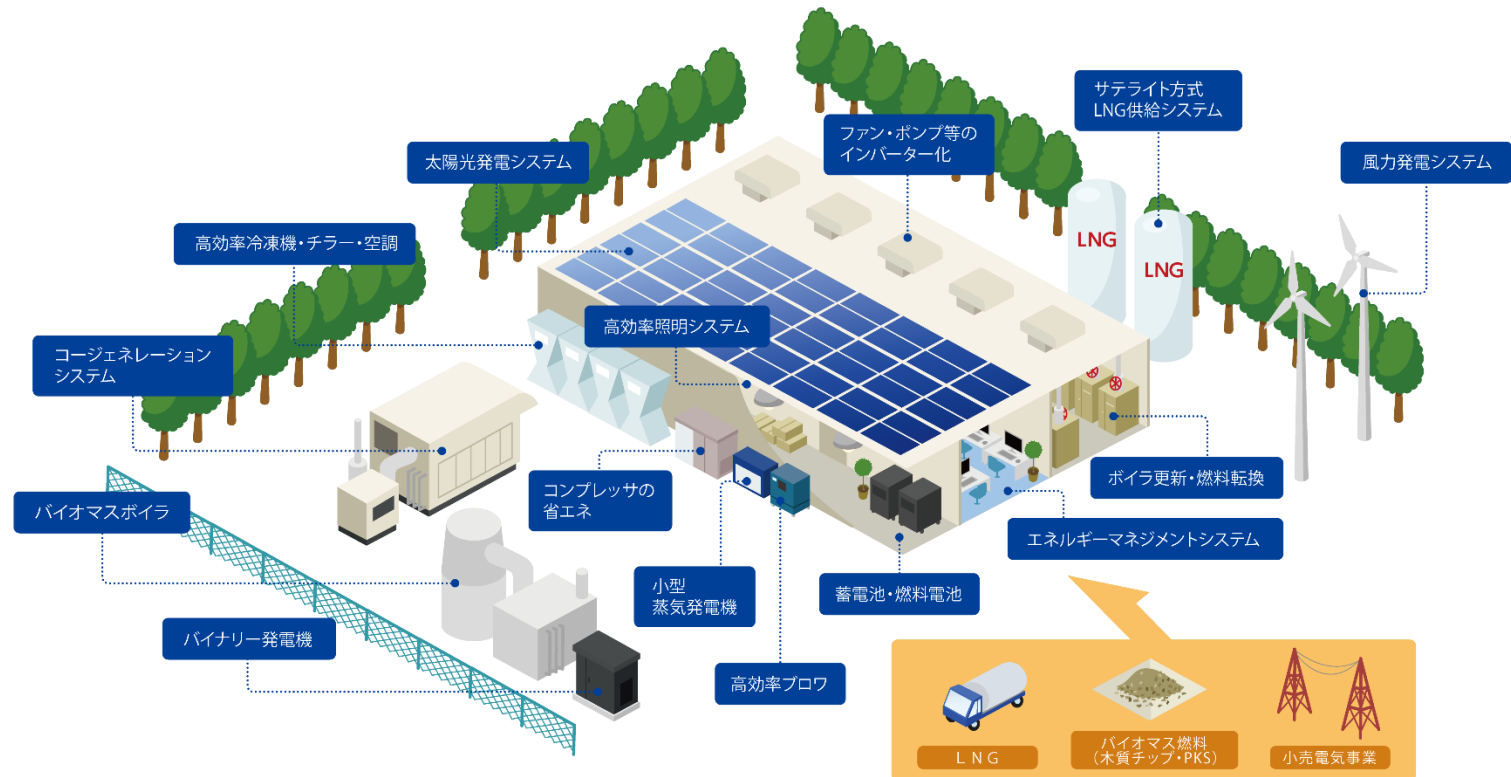 サテライト方式
LNG供給システム
ファン・ポンプ等の
インバーター化
太陽光発電システム
風力発電システム
高効率冷凍機・チラー・空調
LNG
LNG
高効率照明システム
コージェネレーション
システム
ボイラ更新・燃料転換
コンプレッサの
省エネ
バイオマスボイラ
エネルギーマネジメントシステム
小型
蒸気発電機
蓄電池・燃料電池
バイナリー発電機
高効率ブロワ
LNG
バイオマス燃料
(木質チップ・PKS)
小売電気事業